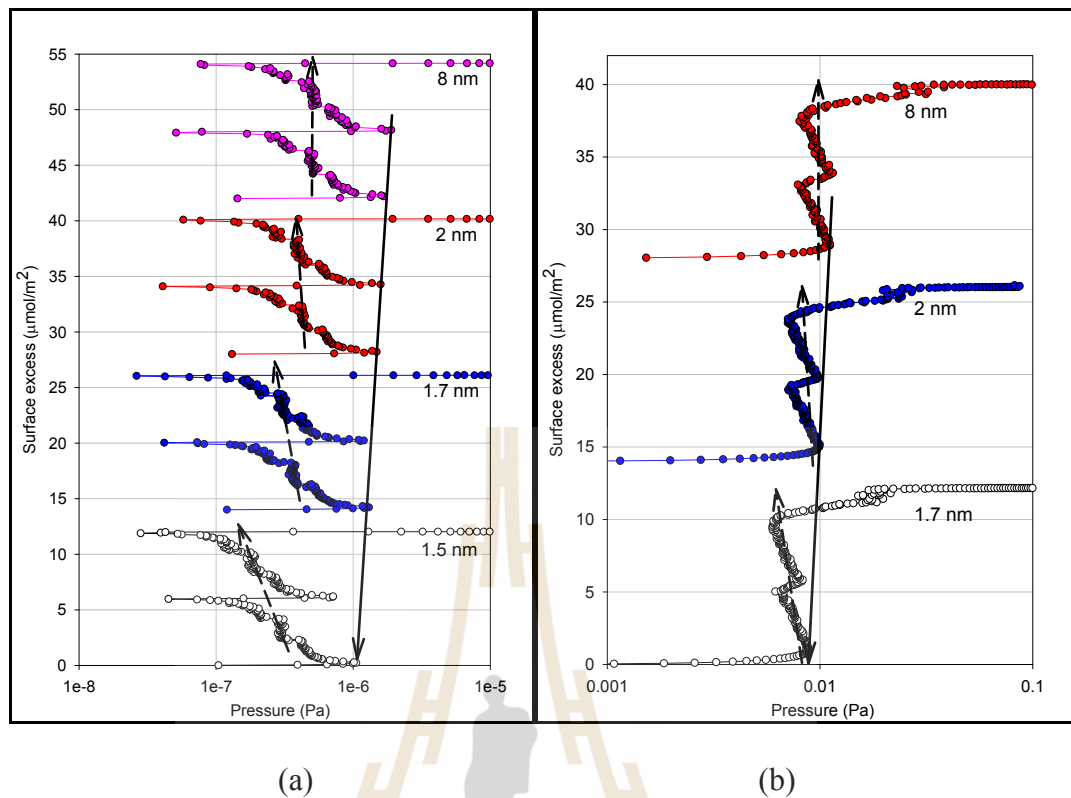 55
50
45
40
35
30
25
20
15
10
5
0
Surface excess (μmol/m²)
8 nm
2 nm
1.7 nm
1.5 nm
1e-8 1e-7 1e-6 1e-5
Pressure (Pa)
40
35
30
25
20
15
10
5
0
Surface excess (μmol/m²)
8 nm
2 nm
1.7 nm
0.001 0.01 0.1
Pressure (Pa)
(a) (b)